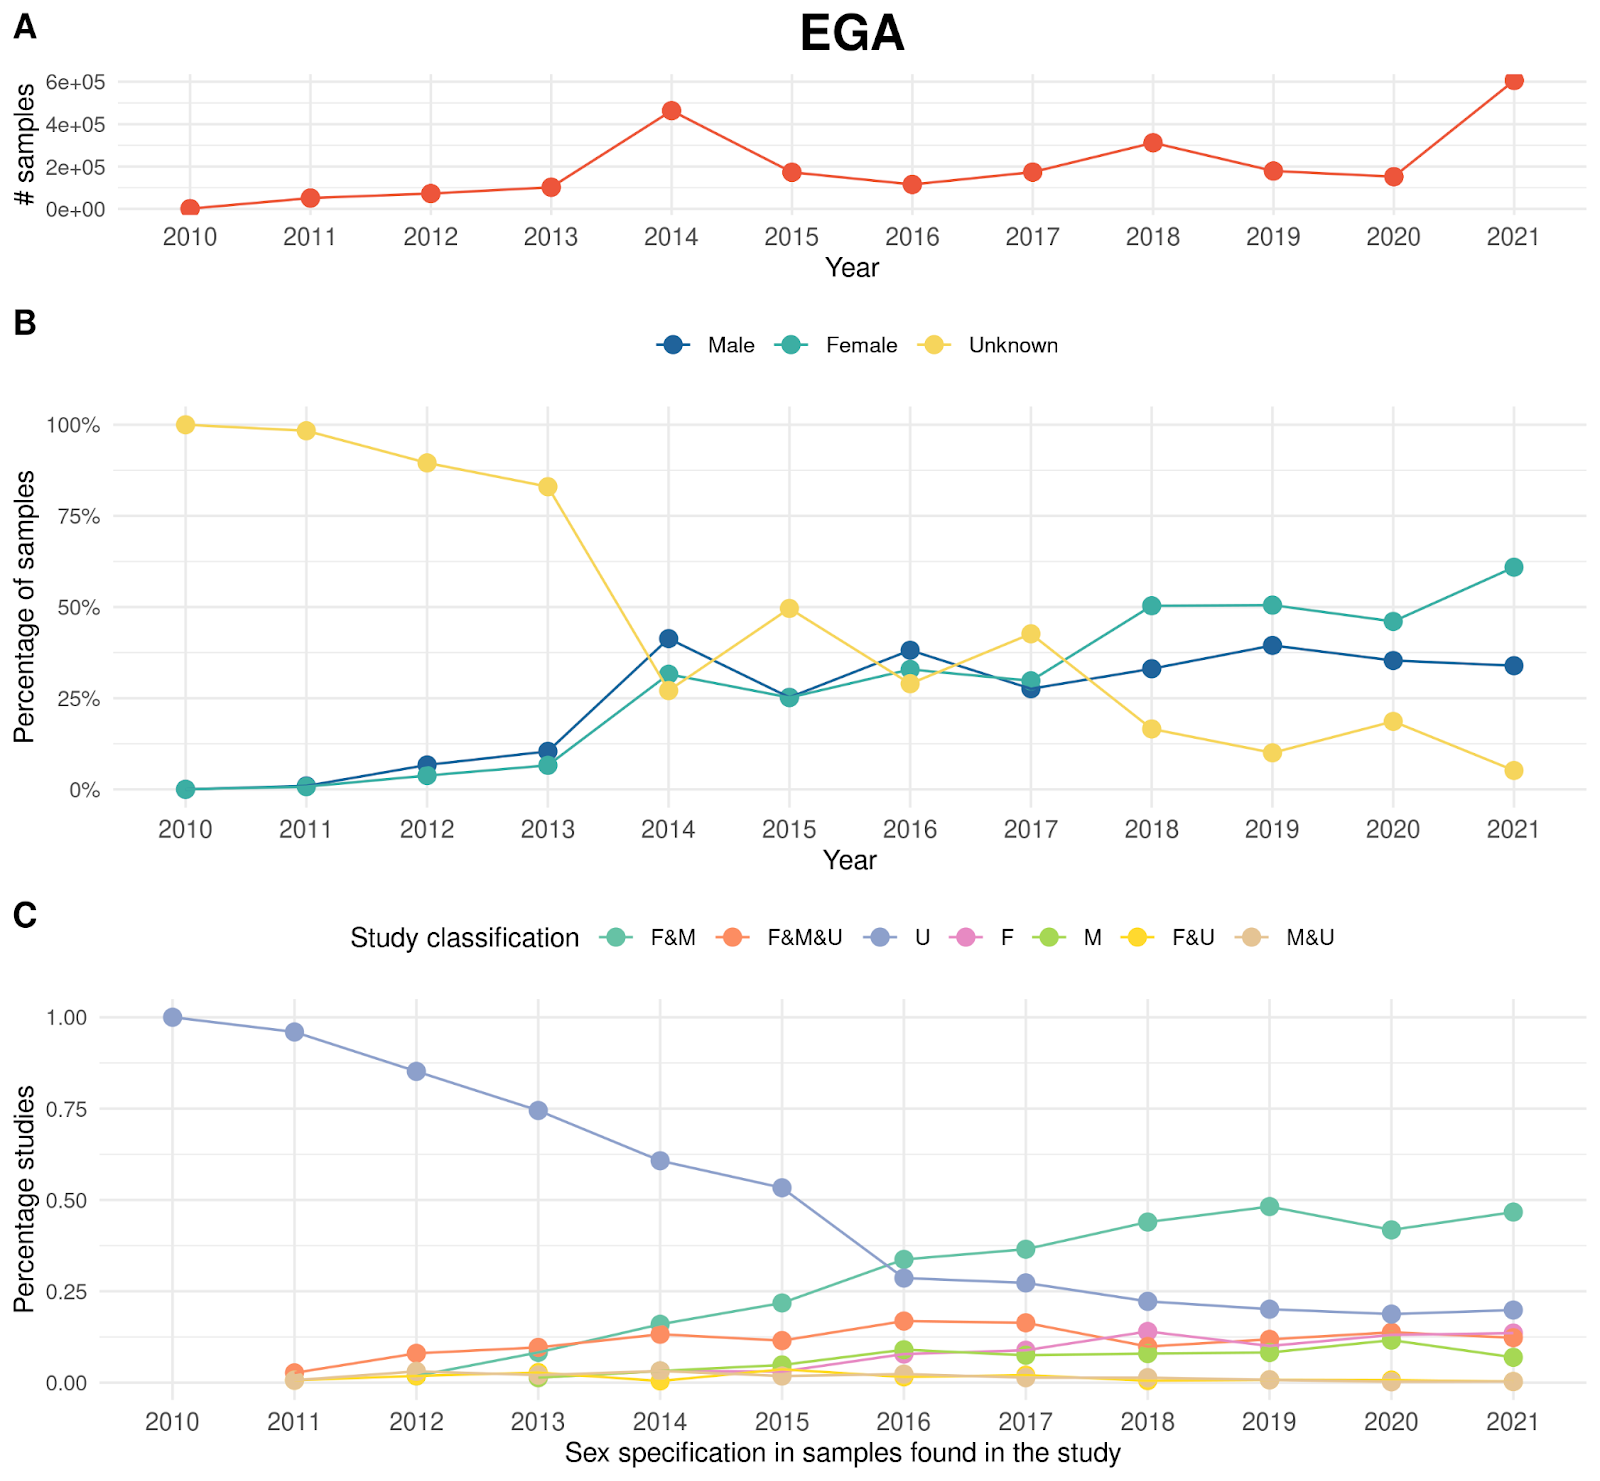 A
EGA
# samples
6e+05
4e+05
2e+05
0e+00
2010 2011 2012 2013 2014 2015 2016 2017 2018 2019 2020 2021
Year
B
Male Female Unknown
Percentage of samples
100%
75%
50%
25%
0%
2010 2011 2012 2013 2014 2015 2016 2017 2018 2019 2020 2021
Year
C
Study classification F&M F&M&U U F M F&U M&U
Percentage studies
1.00
0.75
0.50
0.25
0.00
2010 2011 2012 2013 2014 2015 2016 2017 2018 2019 2020 2021
Sex specification in samples found in the study